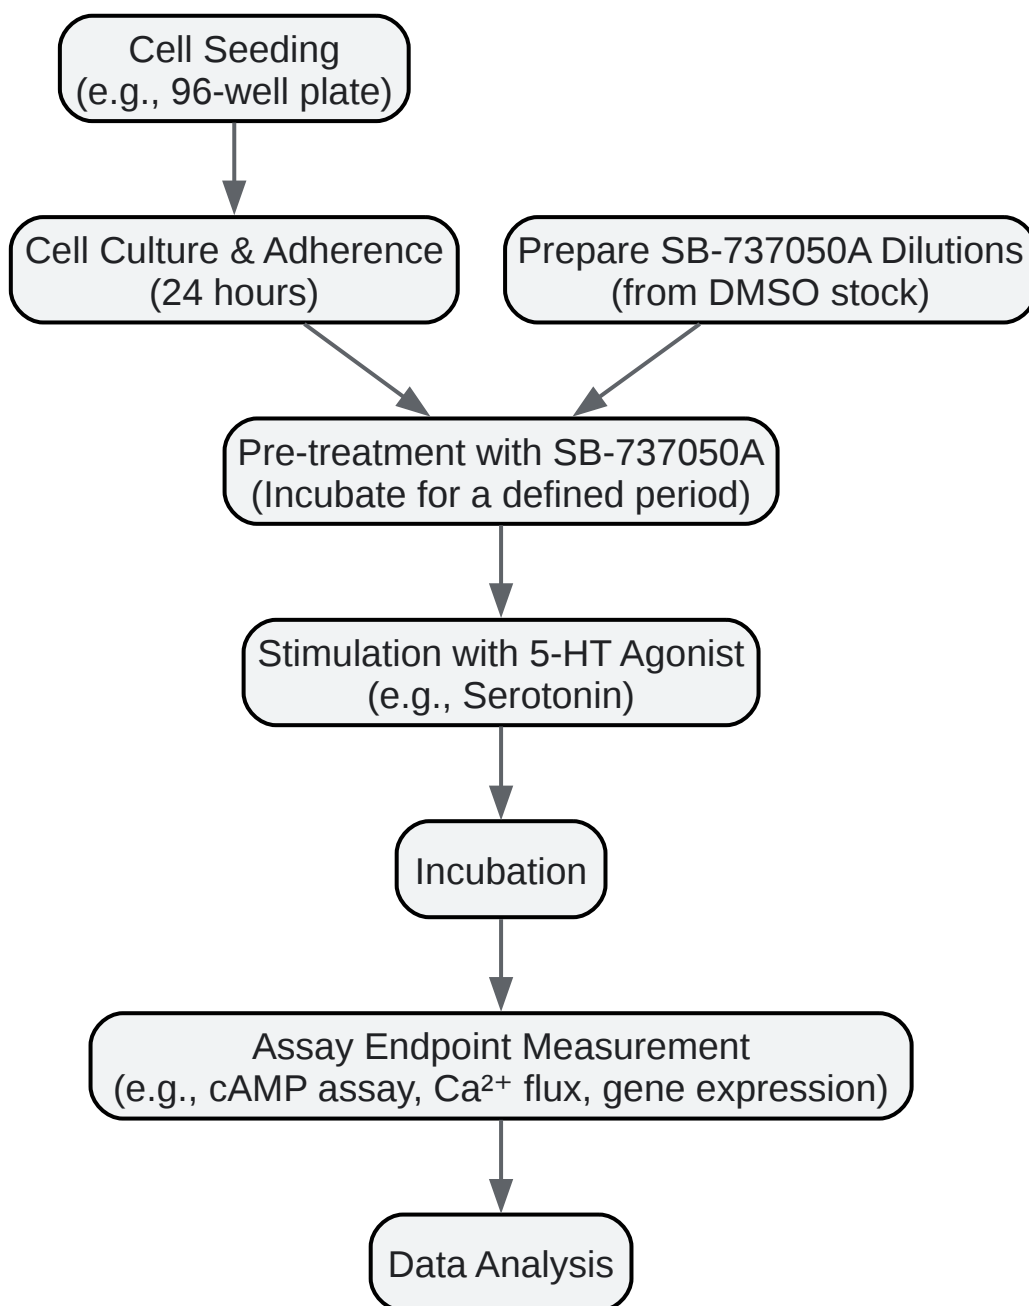 Cell Seeding
(e.g., 96-well plate)
Cell Culture & Adherence
(24 hours)
Prepare SB-737050A Dilutions
(from DMSO stock)
Pre-treatment with SB-737050A
(Incubate for a defined period)
Stimulation with 5-HT Agonist
(e.g., Serotonin)
Incubation
Assay Endpoint Measurement
(e.g., cAMP assay, Ca²⁺ flux, gene expression)
Data Analysis